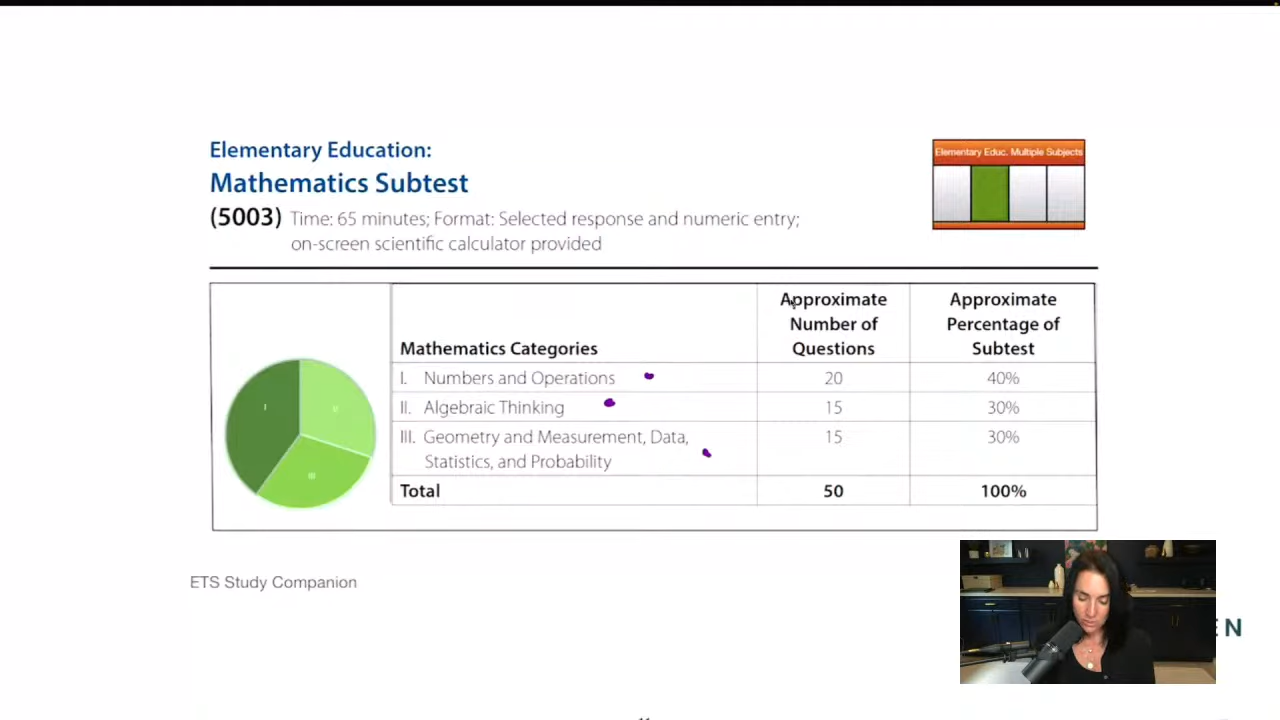 Elementary Education:
Mathematics Subtest
(5003) Time: 65 minutes; Format: Selected response and numeric entry;
on-screen scientific calculator provided
Elementary Educ. Multiple Subjects
Mathematics Categories
Approximate
Number of
Questions
Approximate
Percentage of
Subtest
I. Numbers and Operations 20 40%
II. Algebraic Thinking 15 30%
III. Geometry and Measurement, Data, 15 30%
Statistics, and Probability
Total 50 100%
I
II
III
ETS Study Companion